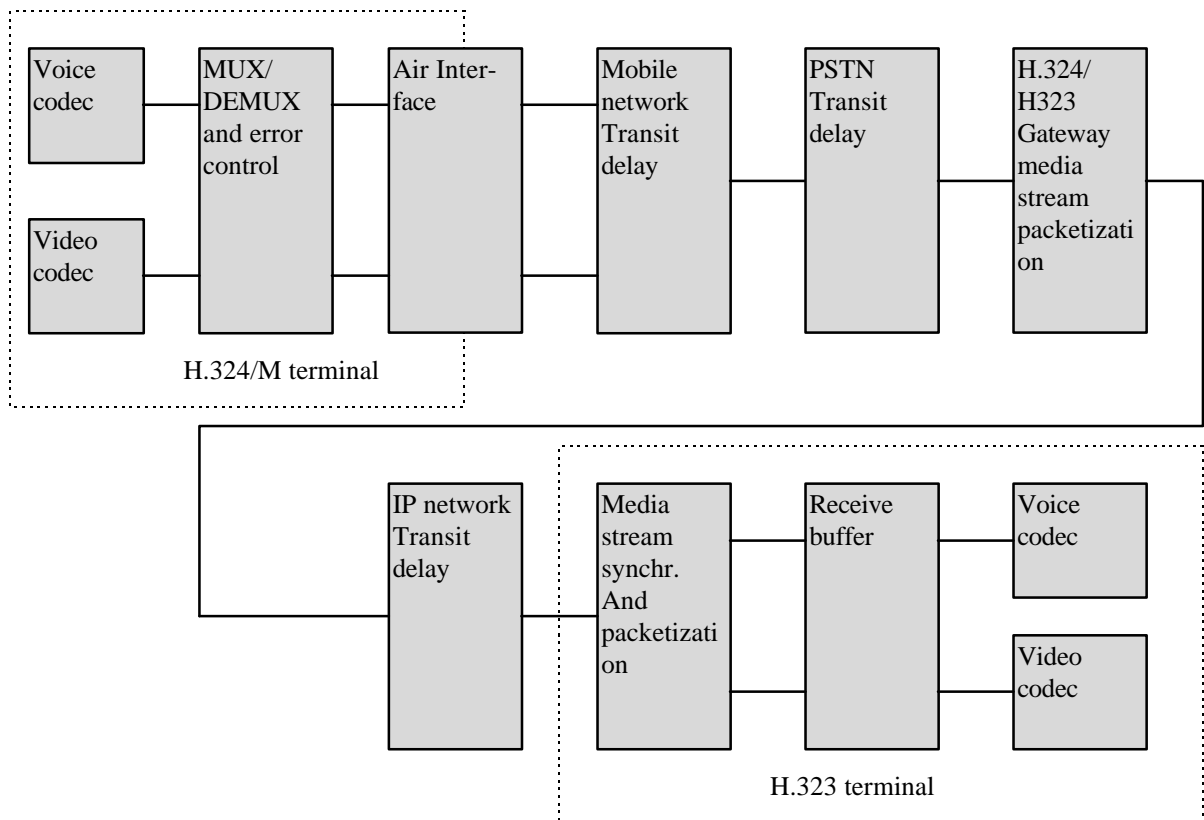 Voice
codec
MUX/
DEMUX
and error
control
Air Inter-
face
Mobile
network
Transit
delay
PSTN
Transit
delay
H.324/
H323
Gateway
media
stream
packetizati
on
Video
codec
H.324/M terminal
IP network
Transit
delay
Media
stream
synchr.
And
packetizati
on
Receive
buffer
Voice
codec
Video
codec
H.323 terminal